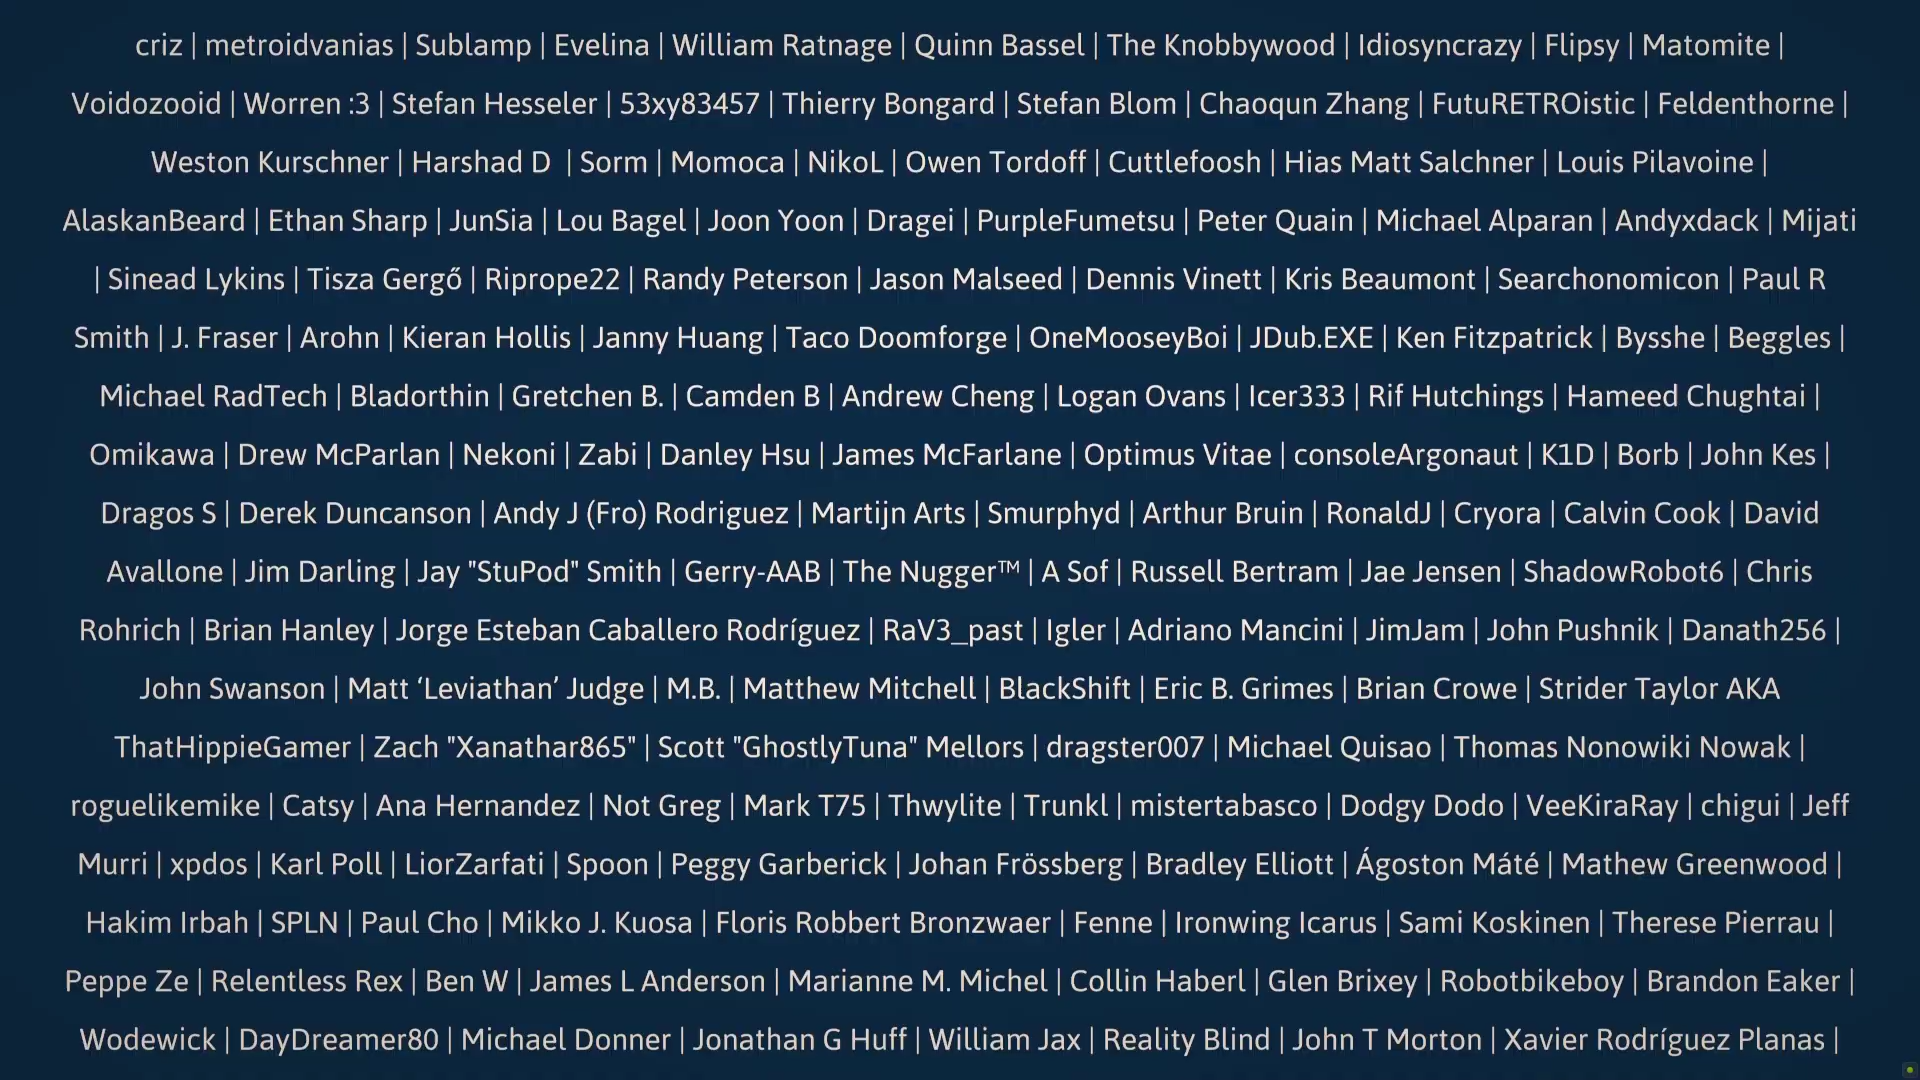 criz | metroidvanias | Sublamp | Evelina | William Ratnage | Quinn Bassel | The Knobbywood | Idiosyncrazy | Flipsy | Matomite |
Voidozooid | Worren :3 | Stefan Hesseler | 53xy83457 | Thierry Bongard | Stefan Blom | Chaoqun Zhang | FutuRETROistic | Feldenthorne |
Weston Kurschner | Harshad D  | Sorm | Momoca | NikoL | Owen Tordoff | Cuttlefoosh | Hias Matt Salchner | Louis Pilavoine |
AlaskanBeard | Ethan Sharp | JunSia | Lou Bagel | Joon Yoon | Dragei | PurpleFumetsu | Peter Quain | Michael Alparan | Andyxdack | Mijati
| Sinead Lykins | Tisza Gergő | Riprope22 | Randy Peterson | Jason Malseed | Dennis Vinett | Kris Beaumont | Searchonomicon | Paul R
Smith | J. Fraser | Arohn | Kieran Hollis | Janny Huang | Taco Doomforge | OneMooseyBoi | JDub.EXE | Ken Fitzpatrick | Bysshe | Beggles |
Michael RadTech | Bladorthin | Gretchen B. | Camden B | Andrew Cheng | Logan Ovans | Icer333 | Rif Hutchings | Hameed Chughtai |
Omikawa | Drew McParlan | Nekoni | Zabi | Danley Hsu | James McFarlane | Optimus Vitae | consoleArgonaut | K1D | Borb | John Kes |
Dragos S | Derek Duncanson | Andy J (Fro) Rodriguez | Martijn Arts | Smurphyd | Arthur Bruin | RonaldJ | Cryora | Calvin Cook | David
Avallone | Jim Darling | Jay "StuPod" Smith | Gerry-AAB | The Nugger™ | A Sof | Russell Bertram | Jae Jensen | ShadowRobot6 | Chris
Rohrich | Brian Hanley | Jorge Esteban Caballero Rodríguez | RaV3_past | Igler | Adriano Mancini | JimJam | John Pushnik | Danath256 |
John Swanson | Matt ‘Leviathan’ Judge | M.B. | Matthew Mitchell | BlackShift | Eric B. Grimes | Brian Crowe | Strider Taylor AKA
ThatHippieGamer | Zach "Xanathar865" | Scott "GhostlyTuna" Mellors | dragster007 | Michael Quisao | Thomas Nonowiki Nowak |
roguelikemike | Catsy | Ana Hernandez | Not Greg | Mark T75 | Thwylite | Trunkl | mistertabasco | Dodgy Dodo | VeeKiraRay | chigui | Jeff
Murri | xpdos | Karl Poll | LiorZarfati | Spoon | Peggy Garberick | Johan Frössberg | Bradley Elliott | Ágoston Máté | Mathew Greenwood |
Hakim Irbah | SPLN | Paul Cho | Mikko J. Kuosa | Floris Robbert Bronzwaer | Fenne | Ironwing Icarus | Sami Koskinen | Therese Pierrau |
Peppe Ze | Relentless Rex | Ben W | James L Anderson | Marianne M. Michel | Collin Haberl | Glen Brixey | Robotbikeboy | Brandon Eaker |
Wodewick | DayDreamer80 | Michael Donner | Jonathan G Huff | William Jax | Reality Blind | John T Morton | Xavier Rodríguez Planas |